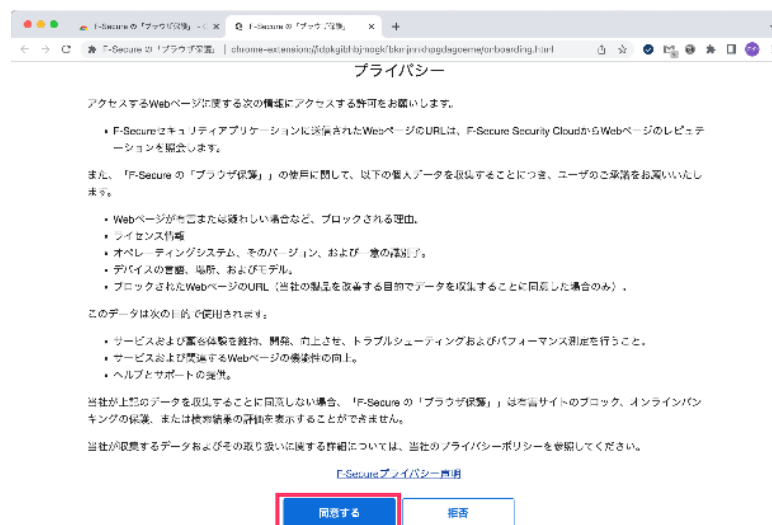 F-Secure の「ブラウザ保護」 - C
F-Secure の「ブラウザ保護」
F-Secure の「ブラウザ保護」
プライバシー
アクセスするWebページに関する次の情報にアクセスする許可をお願いします。
• F-Secureセキュリティアプリケーションに送信されたWebページのURLは、F-Secure Security CloudからWebページのレピュテ
ーションを照会します。
また、「F-Secure の「ブラウザ保護」」の使用に関して、以下の個人データを収集することにつき、ユーザのご承諾をお願いいたし
ます。
• Webページが有害または疑わしい場合など、ブロックされる理由。
• ライセンス情報
• オペレーティングシステム、そのバージョン、および一意の識別子。
• デバイスの言語、場所、およびモデル。
• ブロックされたWebページのURL（当社の製品を改善する目的でデータを収集することに同意した場合のみ）.
このデータは次の目的で使用されます。
• サービスおよび顧客体験を維持、開発、向上させ、トラブルシューティングおよびパフォーマンス測定を行うこと。
• サービスおよび関連するWebページの機能性の向上。
• ヘルプとサポートの提供。
当社が上記のデータを収集することに同意しない場合、「F-Secure の「ブラウザ保護」」は有害サイトのブロック、オンラインバン
キングの保護、または検索結果の評価を表示することができません。
当社が収集するデータおよびその取り扱いに関する詳細については、当社のプライバシーポリシーを参照してください。
F-Secureプライバシー声明
同意する
拒否